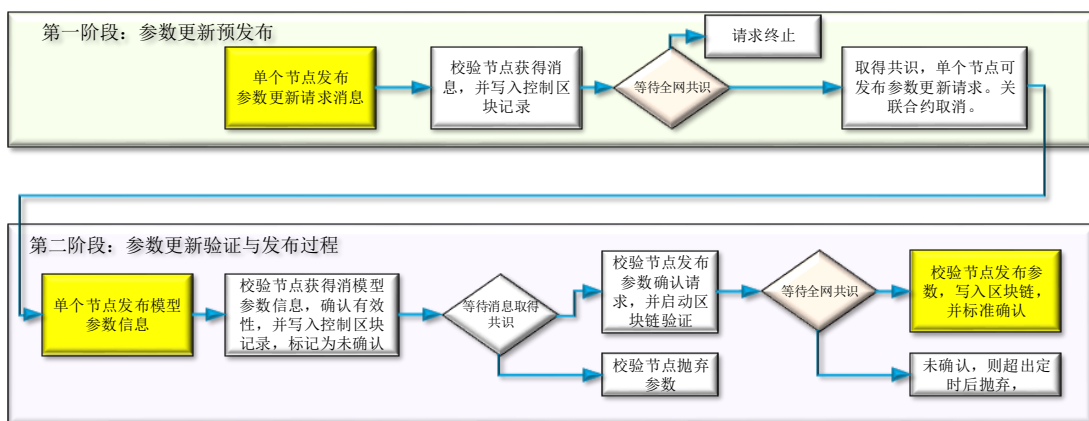 第一阶段：参数更新预发布
请求终止
单个节点发布
参数更新请求消息
校验节点获得消
息，并写入控制区
块记录
等待全网共识
取得共识，单个节点可
发布参数更新请求。关
联合约取消。
第二阶段：参数更新验证与发布过程
单个节点发布模型
参数信息
校验节点获得消模型
参数信息，确认有效
性，并写入控制区块
记录，标记为未确认
等待消息取得
共识
校验节点发布
参数确认请
求，并启动区
块链验证
校验节点抛弃
参数
等待全网共识
校验节点发布参
数，写入区块链，
并标准确认
未确认，则超出定
时后抛弃，